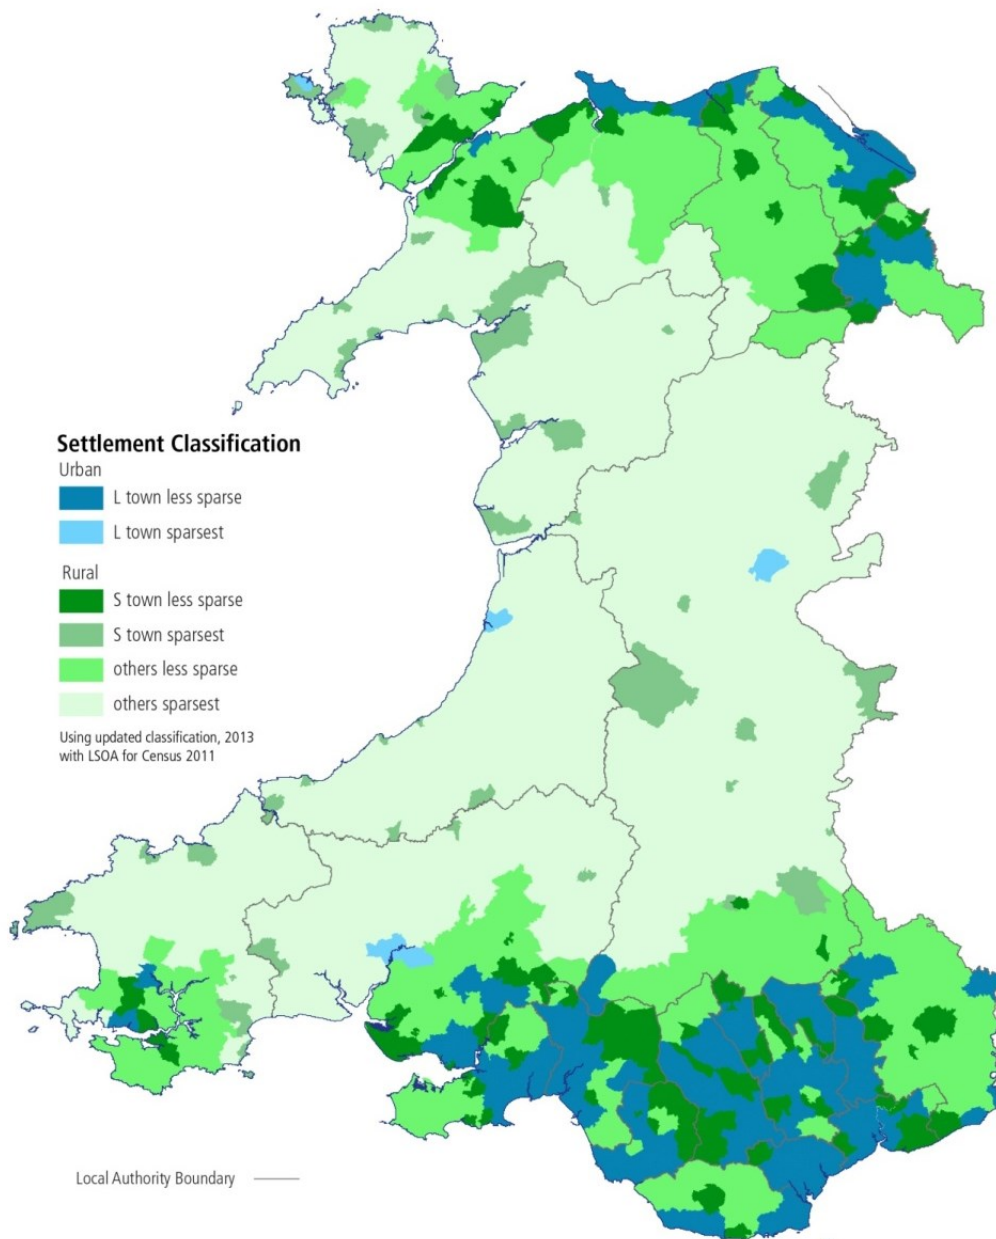 Settlement Classification
Urban
L town less sparse
L town sparsest
Rural
S town less sparse
S town sparsest
others less sparse
others sparsest
Using updated classification, 2013
with LSOA for Census 2011
Local Authority Boundary